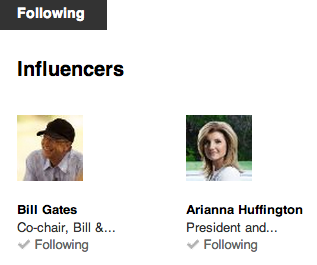 Following
Influencers
Bill Gates
Co-chair, Bill &...
Following
Arianna Huffington
President and...
Following